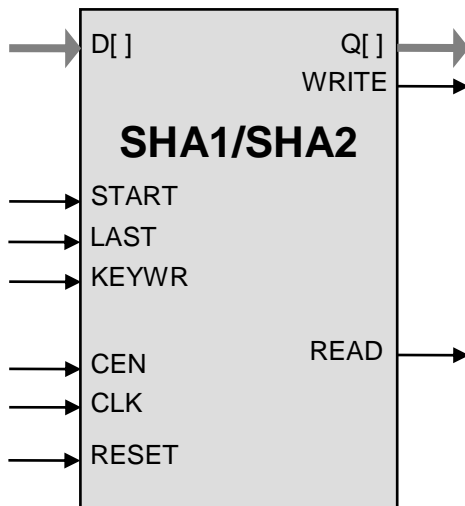 D[ ] Q[ ]
WRITE
SHA1/SHA2
START
LAST
KEYWR
READ
CEN
CLK
RESET